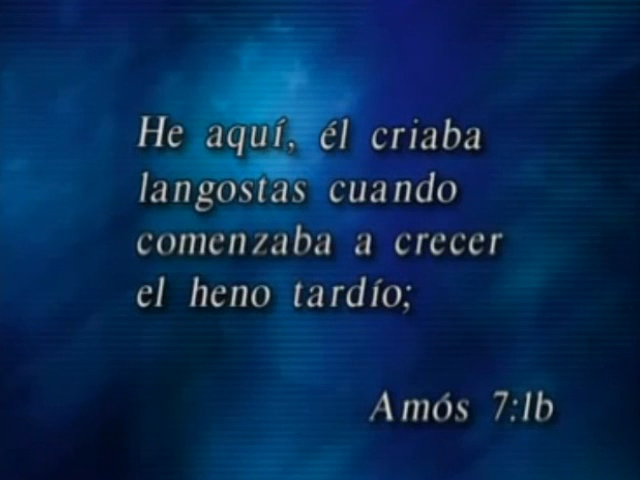 He aquí, él criaba
langostas cuando
comenzaba a crecer
el heno tardío;
Amós 7:1b